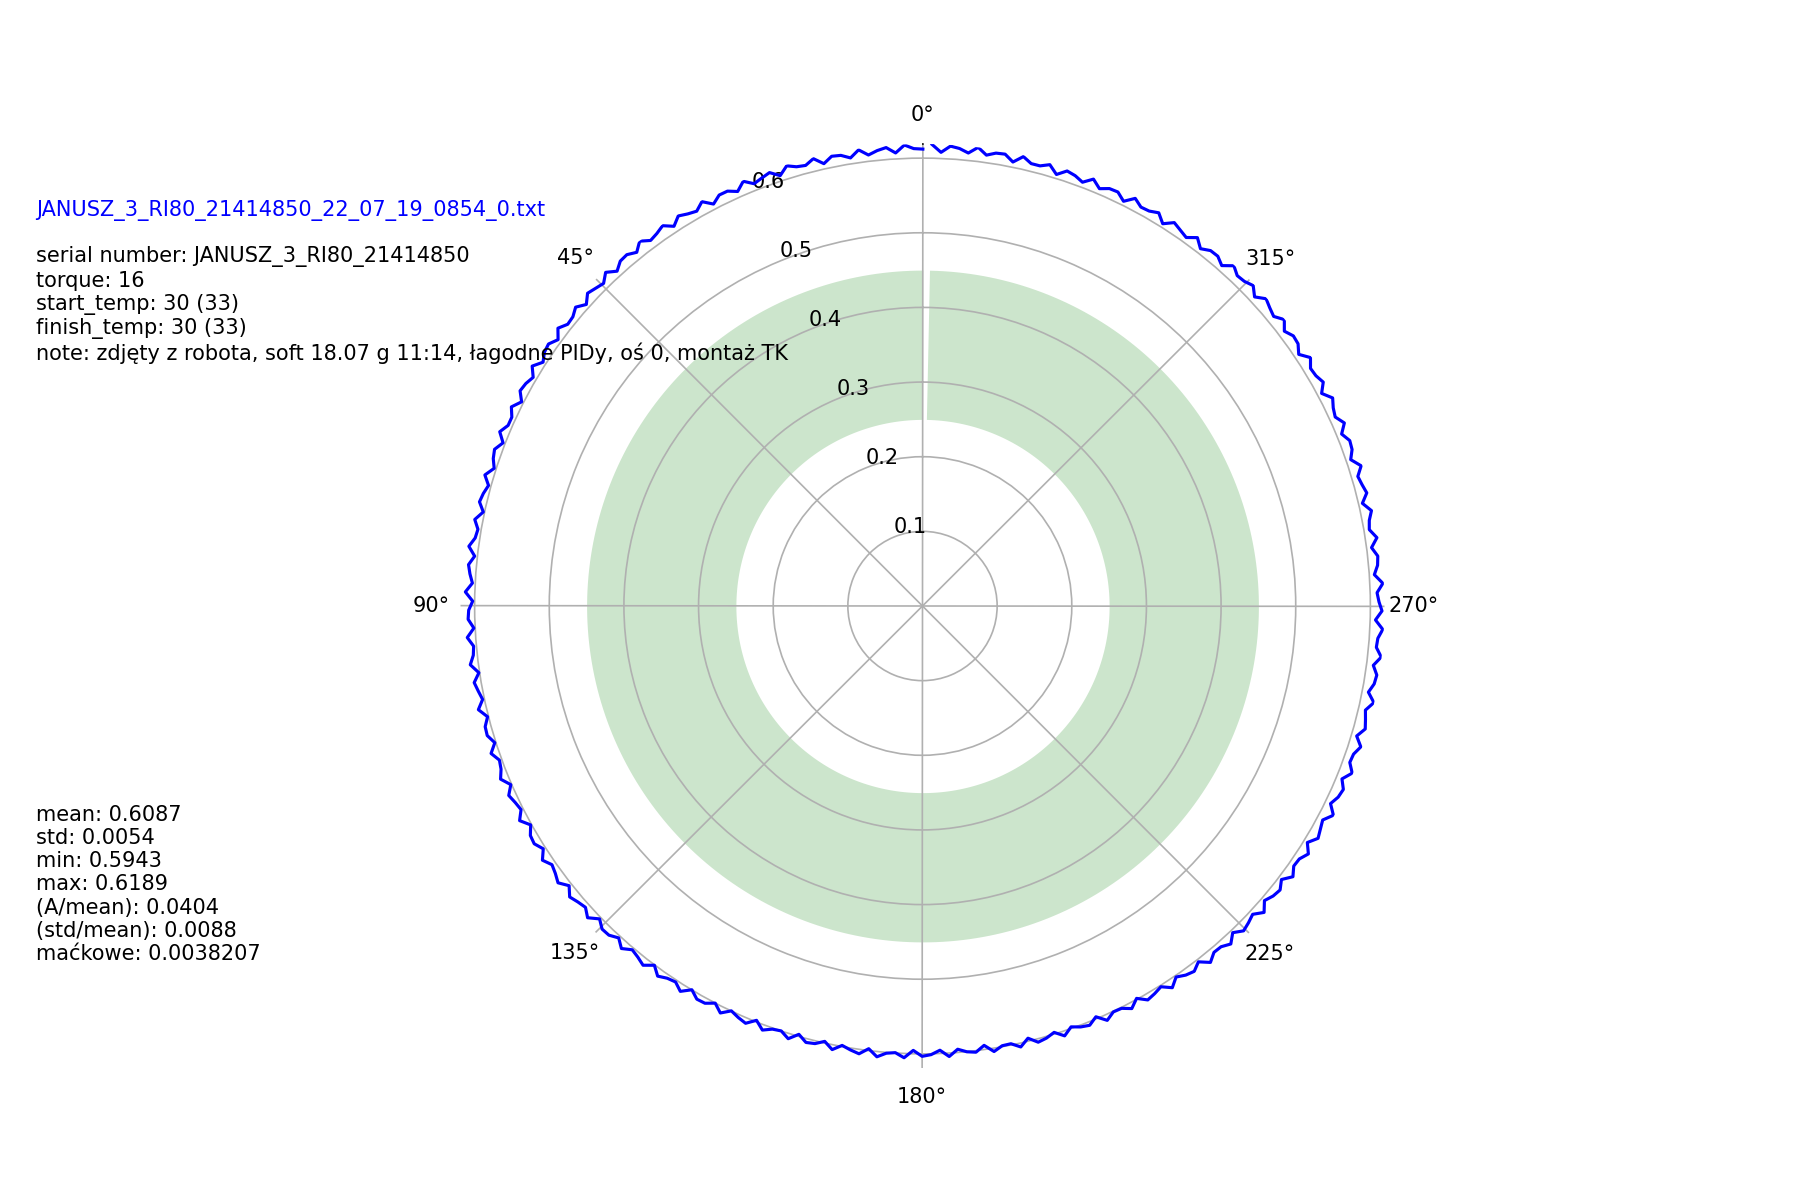 0°
0.6
JANUSZ_3_RI80_21414850_22_07_19_0854_0.txt
serial number: JANUSZ_3_RI80_21414850
45°
0.5
315°
torque: 16
start_temp: 30 (33)
finish_temp: 30 (33)
0.4
note: zdjęty z robota, soft 18.07 g 11:14, łagodne PIDy, oś 0, montaż TK
0.3
0.2
0.1
90°
270°
mean: 0.6087
std: 0.0054
min: 0.5943
max: 0.6189
(A/mean): 0.0404
(std/mean): 0.0088
maćkowe: 0.0038207
135°
225°
180°